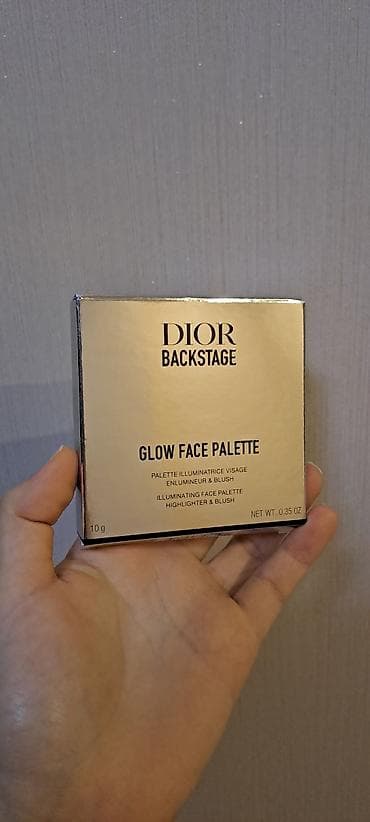 DIOR
BACKSTAGE
GLOW FACE PALETTE
PALETTE ILLUMINATRICE VISAGE
ENLUMINEUR & BLUSH
ILLUMINATING FACE PALETTE
HIGHLIGHTER & BLUSH
10 g
NET WT. 0.35 OZ